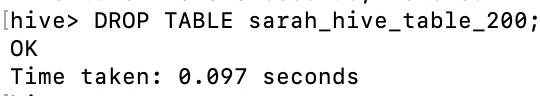 [hive> DROP TABLE sarah_hive_table_200;
OK
Time taken: 0.097 seconds